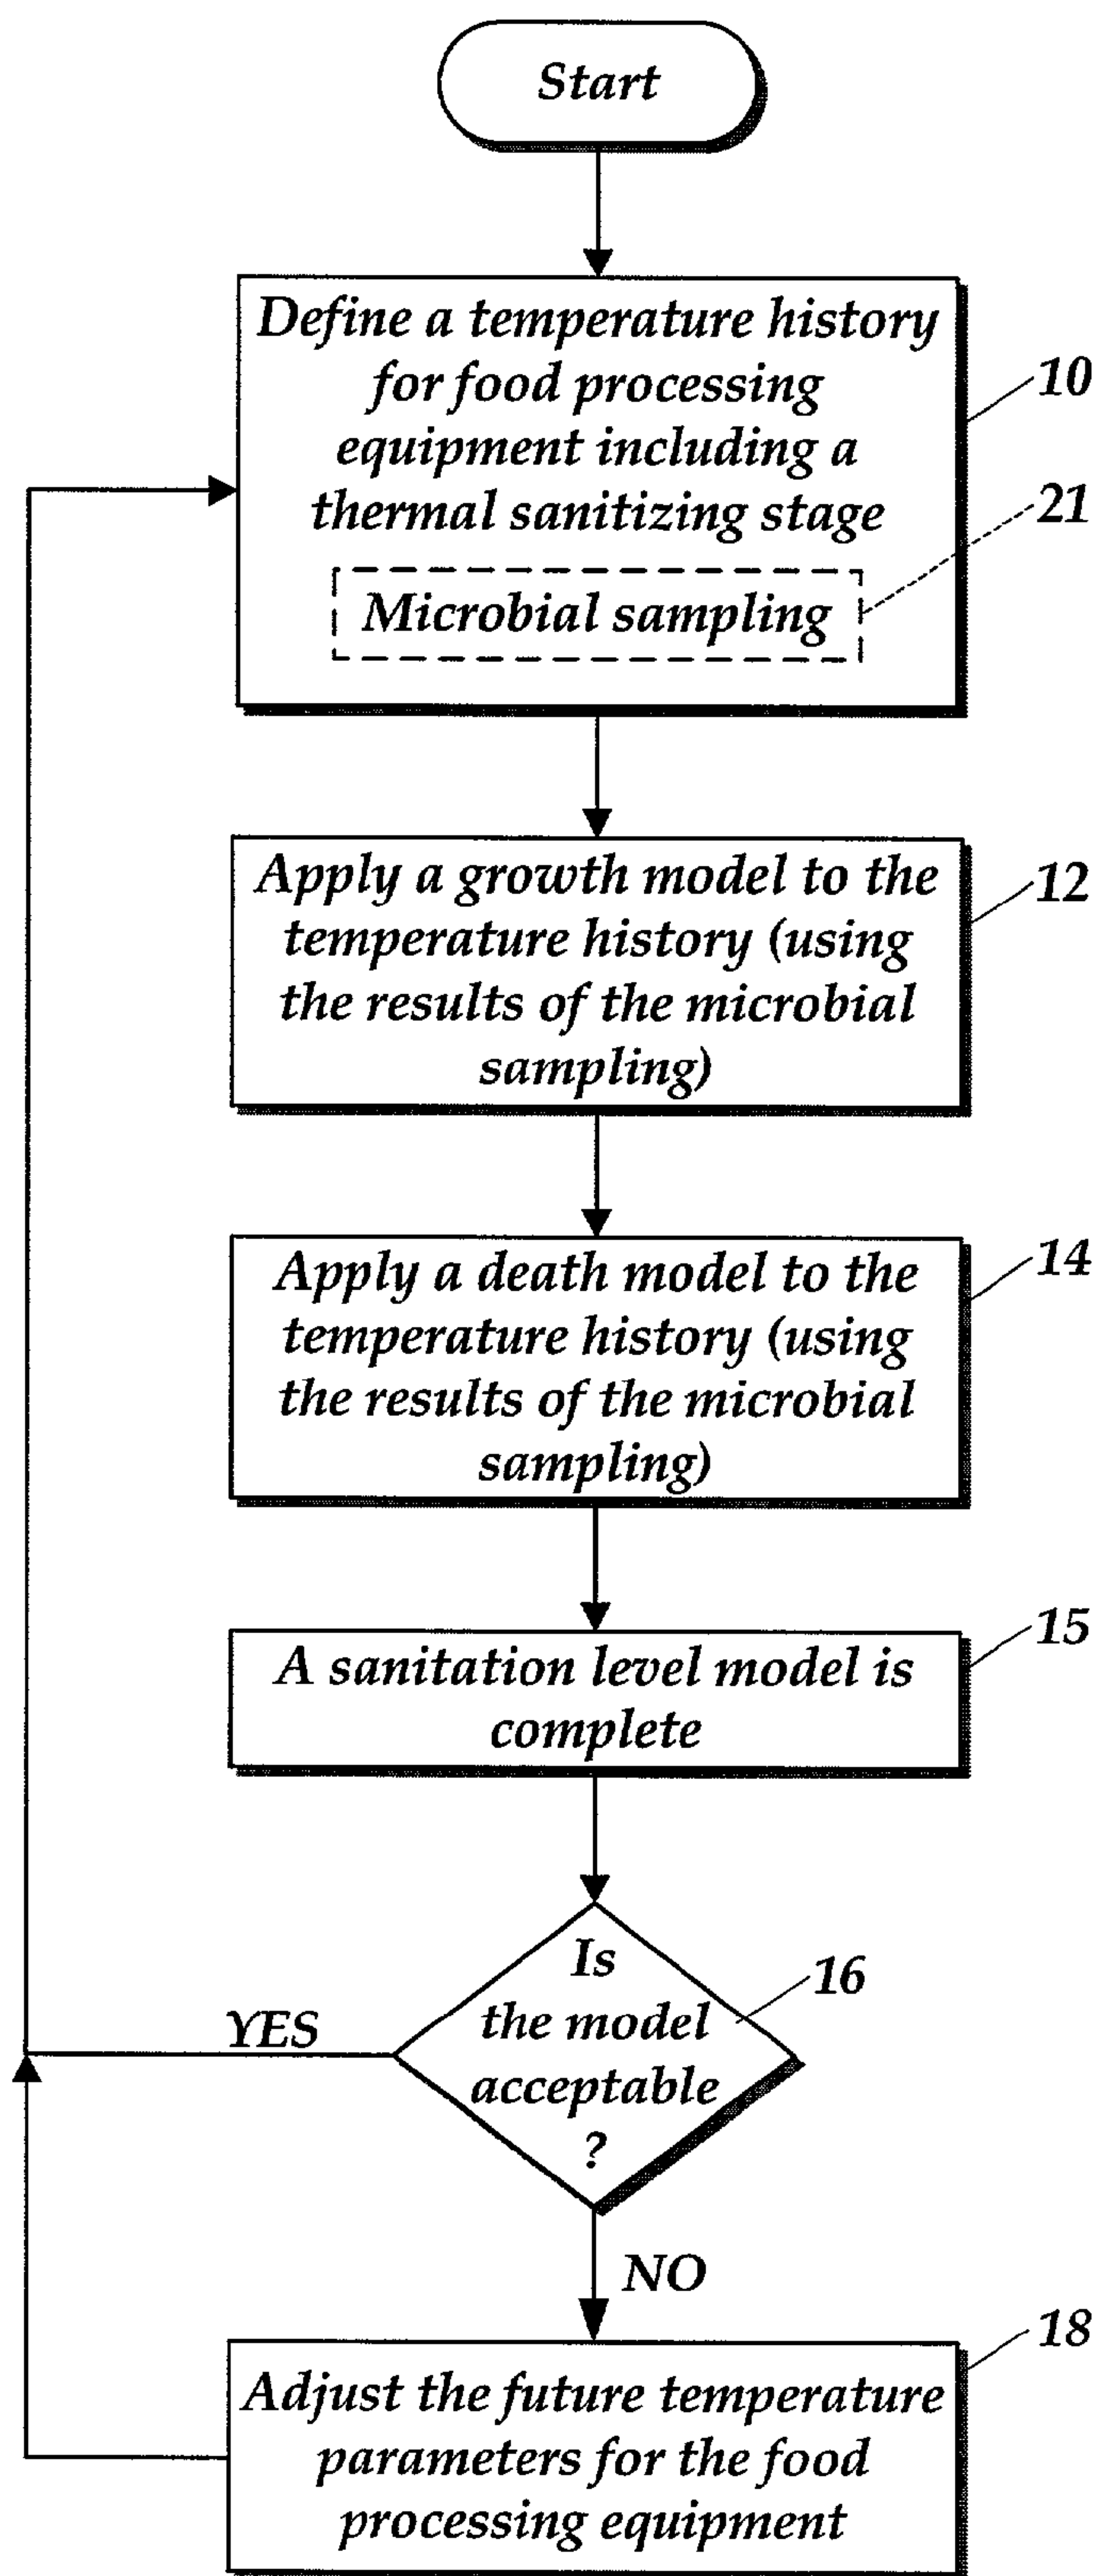 Start
Define a temperature history
for food processing
equipment including a
thermal sanitizing stage
10
21
Microbial sampling
Apply a growth model to the
temperature history (using
the results of the microbial
sampling)
12
Apply a death model to the
temperature history (using
the results of the microbial
sampling)
14
A sanitation level model is
complete
15
Is
the model
acceptable
?
16
YES
NO
Adjust the future temperature
parameters for the food
processing equipment
18